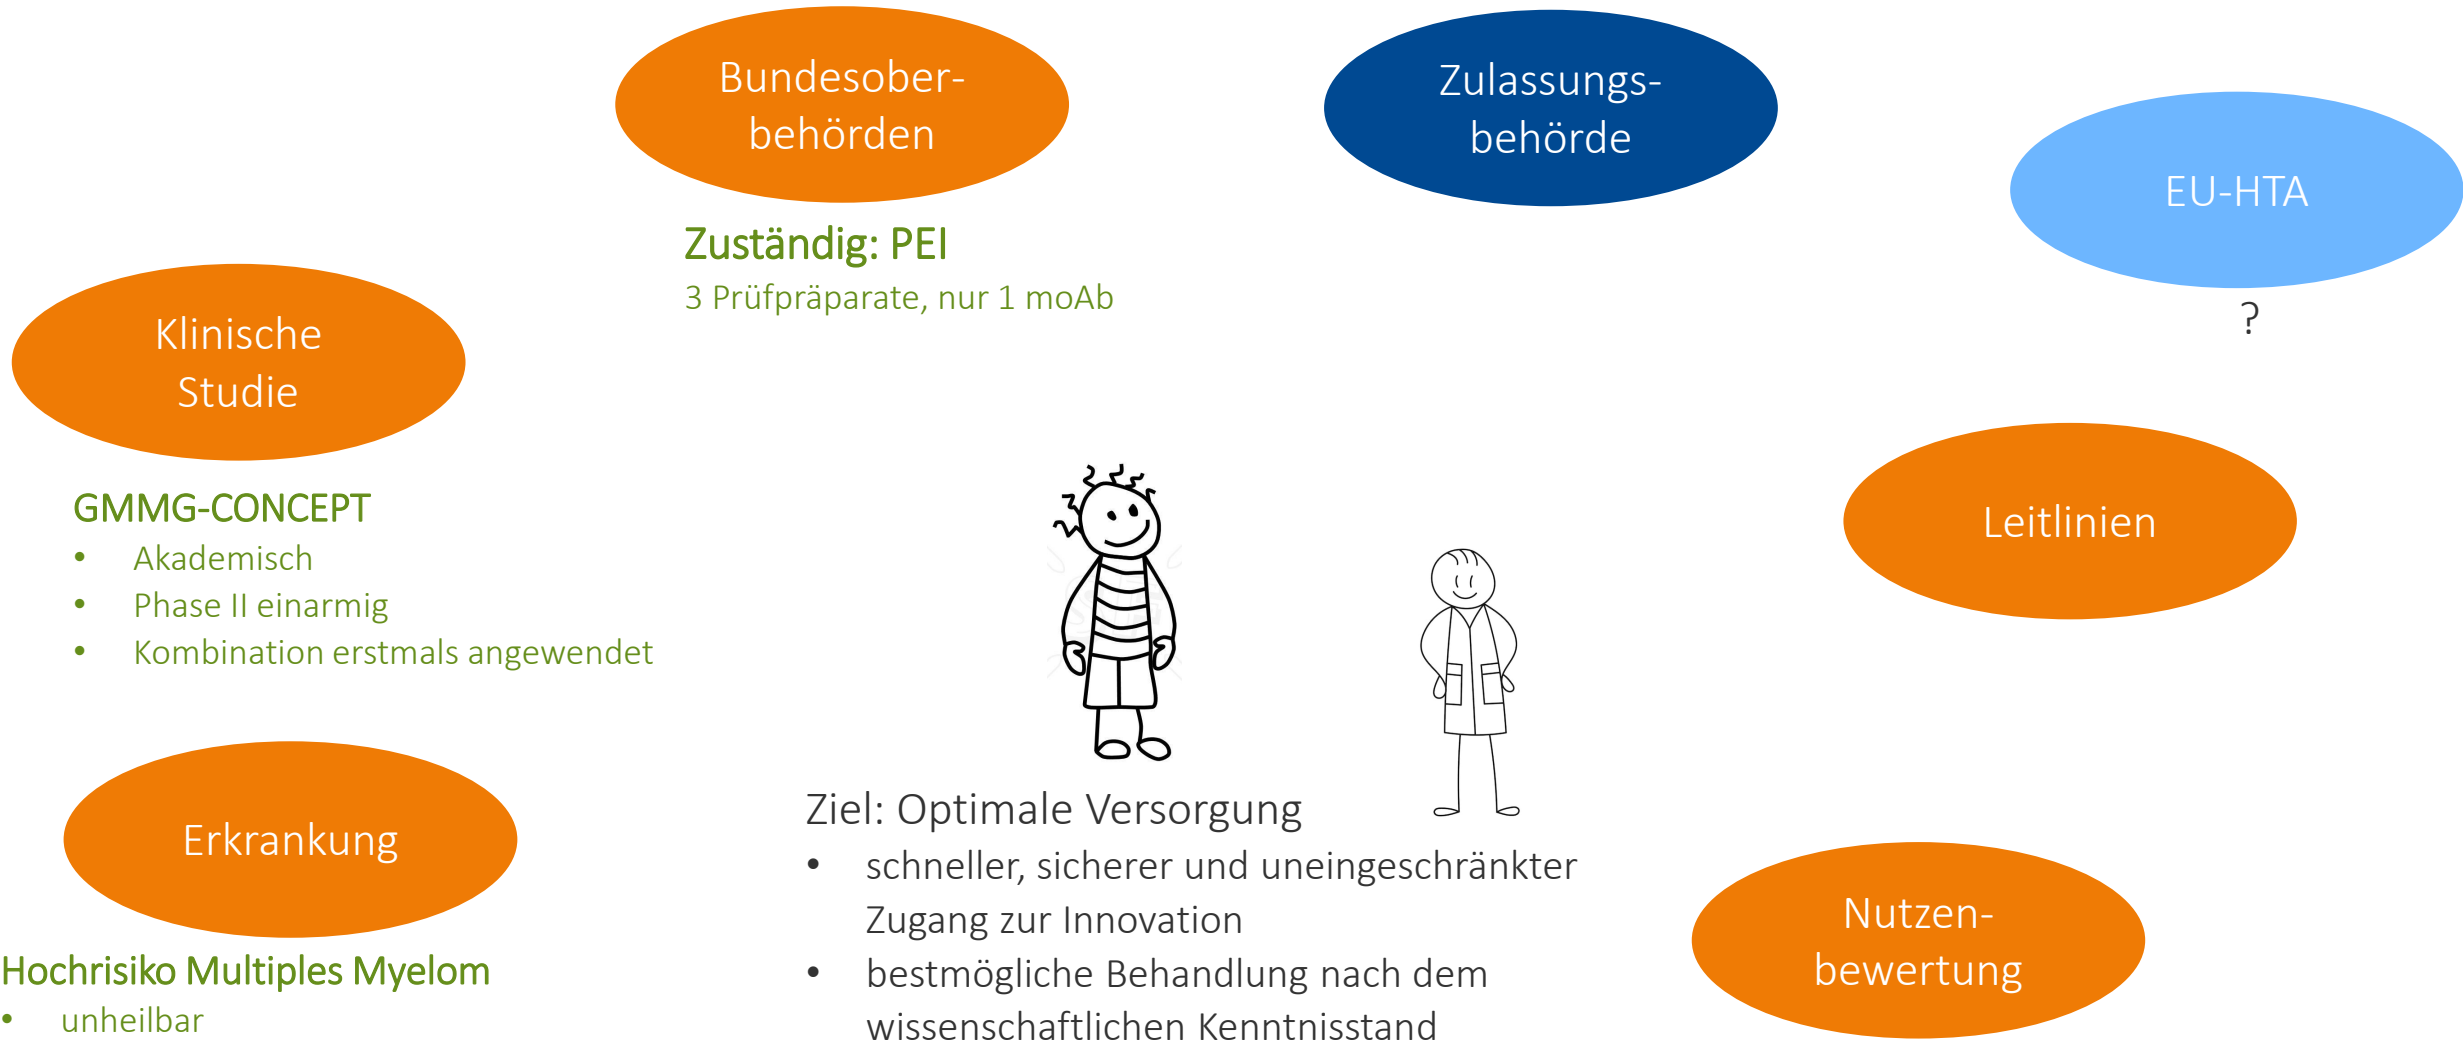 Bundesober-
behörden
Zuständig: PEI
3 Prüfpräparate, nur 1 moAb
Zulassungs-
behörde
EU-HTA
?
Klinische
Studie
GMMG-CONCEPT
• Akademisch
• Phase II einarmig
• Kombination erstmals angewendet
Leitlinien
Erkrankung
Hochrisiko Multiples Myelom
• unheilbar
Ziel: Optimale Versorgung
• schneller, sicherer und uneingeschränkter
Zugang zur Innovation
• bestmögliche Behandlung nach dem
wissenschaftlichen Kenntnisstand
Nutzen-
bewertung